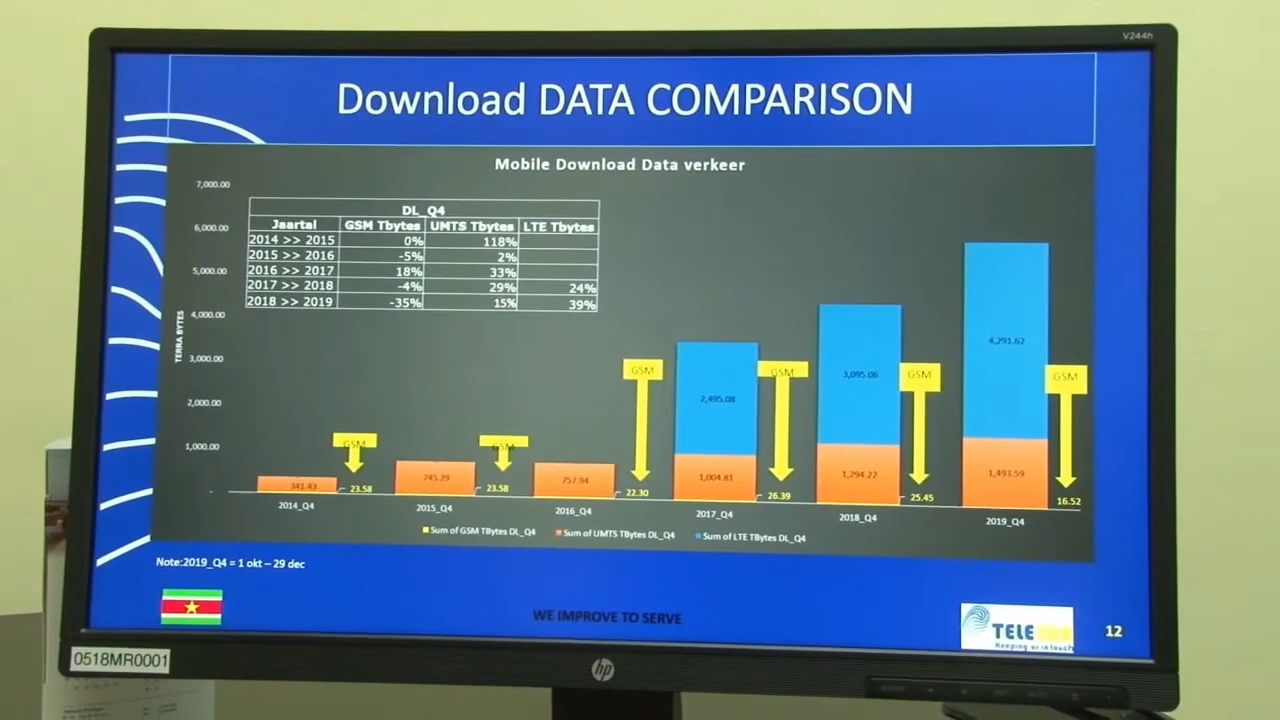 V244h
Download DATA COMPARISON
Mobile Download Data verkeer
7,000.00
6,000.00
5,000.00
4,000.00
3,000.00
2,000.00
1,000.00
-
TERRA BYTES
DL_Q4
Jaartal GSM Tbytes UMTS Tbytes LTE Tbytes
2014 >> 2015 0% 118%
2015 >> 2016 -5% 2%
2016 >> 2017 18% 33%
2017 >> 2018 -4% 29% 24%
2018 >> 2019 -35% 15% 39%
GSM GSM GSM GSM GSM GSM
2,495.08 3,095.06 4,291.62
341.43 745.29 757.94 1,004.81 1,294.22 1,493.59
23.58 23.58 22.30 26.39 25.45 16.52
2014_Q4 2015_Q4 2016_Q4 2017_Q4 2018_Q4 2019_Q4
Sum of GSM TBytes DL_Q4 Sum of UMTS TBytes DL_Q4 Sum of LTE TBytes DL_Q4
Note:2019_Q4 = 1 okt – 29 dec
WE IMPROVE TO SERVE
TELE
Keeping us in touch
12
0518MR0001
hp